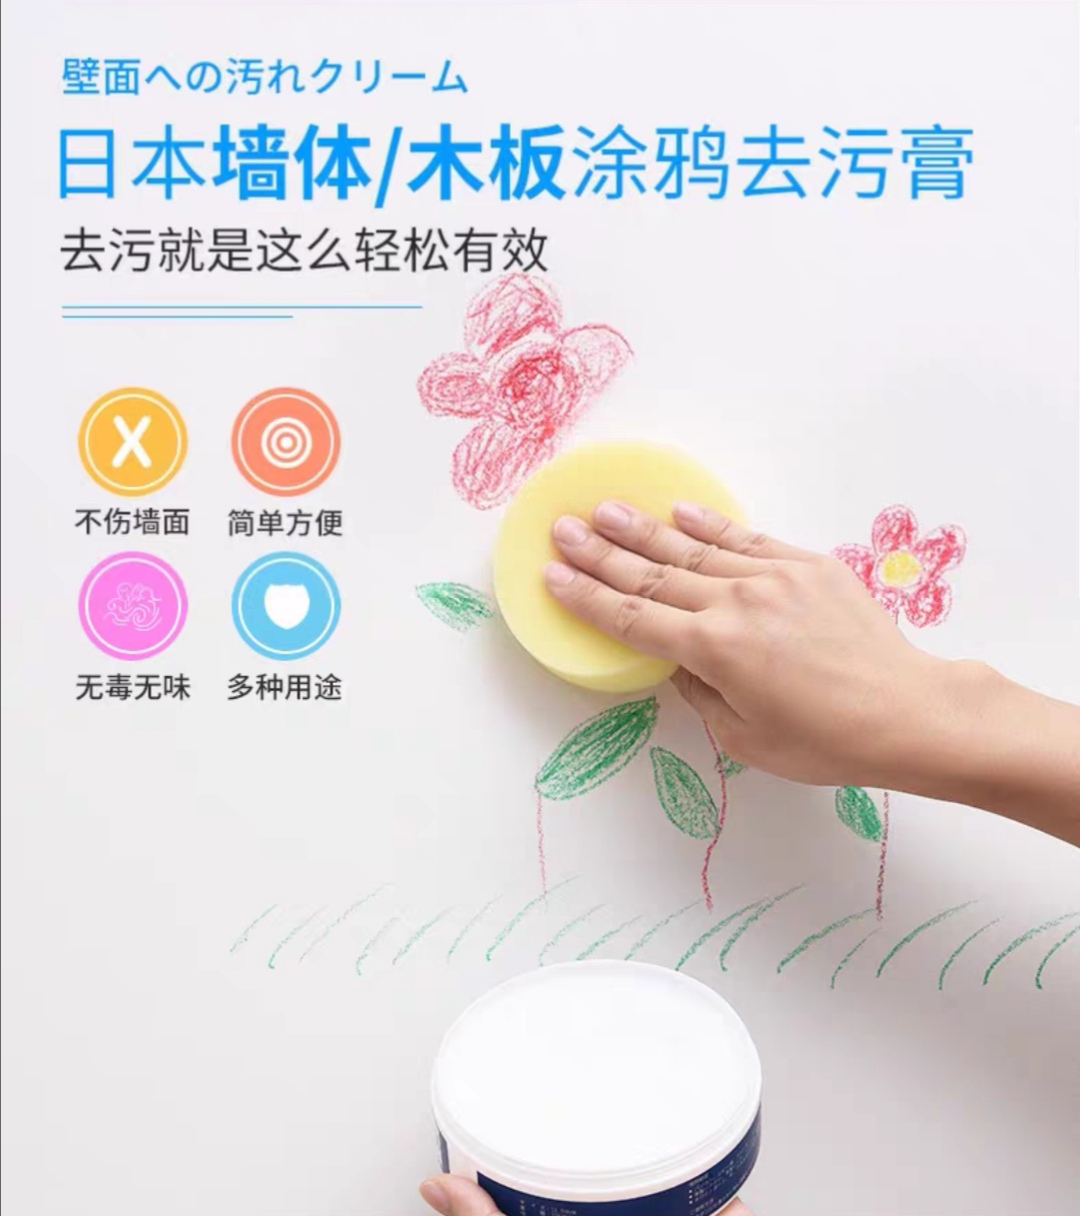 壁面への汚れクリーム
日本墙体/木板涂鸦去污膏
去污就是这么轻松有效
不伤墙面
简单方便
无毒无味
多种用途